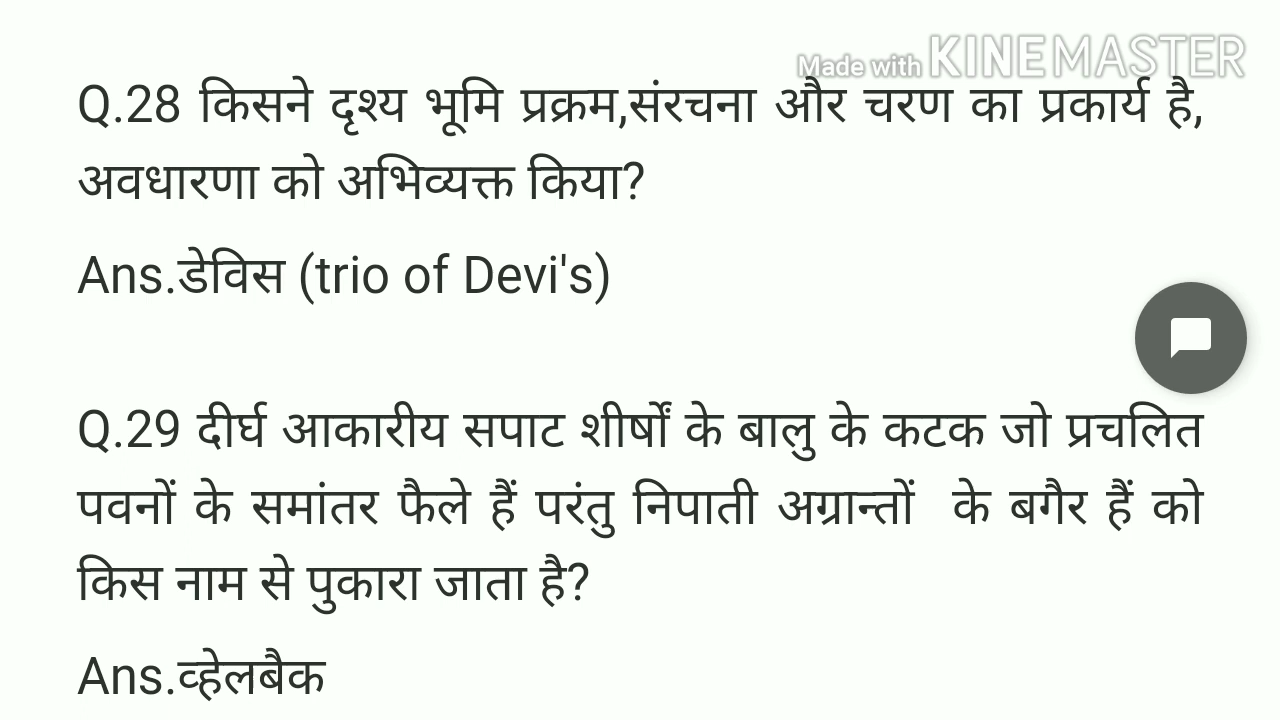 Made with KINEMASTER
Q.28 किसने दृश्य भूमि प्रक्रम,संरचना और चरण का प्रकार्य है,
अवधारणा को अभिव्यक्त किया?
Ans.डेविस (trio of Devi's)
Q.29 दीर्घ आकारीय सपाट शीर्षों के बालु के कटक जो प्रचलित
पवनों के समांतर फैले हैं परंतु निपाती अग्रान्तों के बगैर हैं को
किस नाम से पुकारा जाता है?
Ans.व्हेलबैक